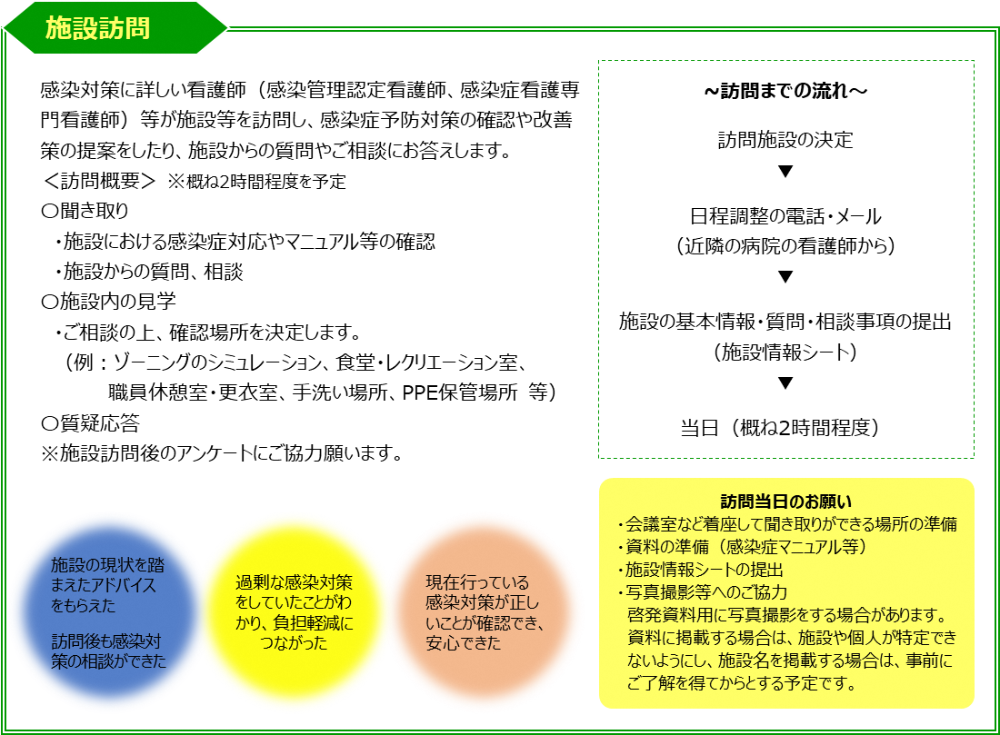 施設訪問
感染対策に詳しい看護師（感染管理認定看護師、感染症看護専
門看護師）等が施設等を訪問し、感染症予防対策の確認や改善
策の提案をしたり、施設からの質問やご相談にお答えします。
＜訪問概要＞ ※概ね2時間程度を予定
〇聞き取り
・施設における感染症対応やマニュアル等の確認
・施設からの質問、相談
〇施設内の見学
・ご相談の上、確認場所を決定します。
（例：ゾーニングのシミュレーション、食堂・レクリエーション室、
職員休憩室・更衣室、手洗い場所、PPE保管場所 等）
〇質疑応答
※施設訪問後のアンケートにご協力願います。
~訪問までの流れ～
訪問施設の決定
▼
日程調整の電話・メール
（近隣の病院の看護師から）
▼
施設の基本情報・質問・相談事項の提出
（施設情報シート）
▼
当日（概ね2時間程度）
施設の現状を踏
まえたアドバイス
をもらえた
訪問後も感染対
策の相談ができた
過剰な感染対策
をしていたことがわ
かり、負担軽減に
つながった
現在行っている
感染対策が正し
いことが確認でき、
安心できた
訪問当日のお願い
・会議室など着座して聞き取りができる場所の準備
・資料の準備（感染症マニュアル等）
・施設情報シートの提出
・写真撮影等へのご協力
啓発資料用に写真撮影をする場合があります。
資料に掲載する場合は、施設や個人が特定でき
ないようにし、施設名を掲載する場合は、事前に
ご了解を得てからとする予定です。